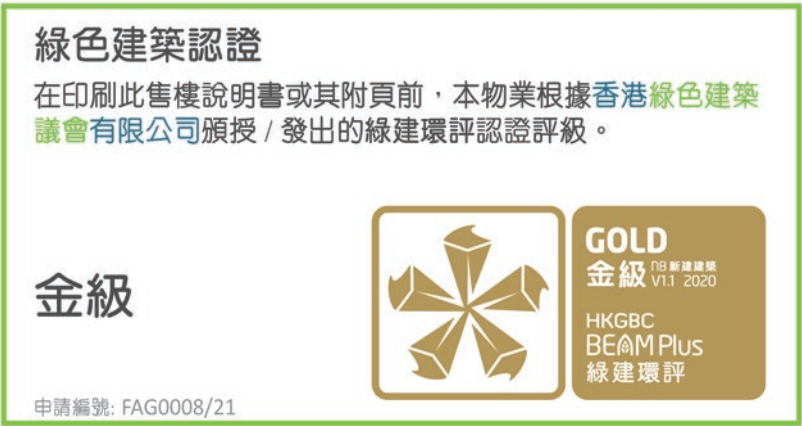 綠色建築認證
在印刷此售樓說明書或其附頁前，本物業根據香港綠色建築
議會有限公司頒授 / 發出的綠建環評認證評級。
金級
GOLD
金級 NB 新建建築
V1.1 2020
HKGBC
BEAM Plus
綠建環評
申請編號: FAG0008/21